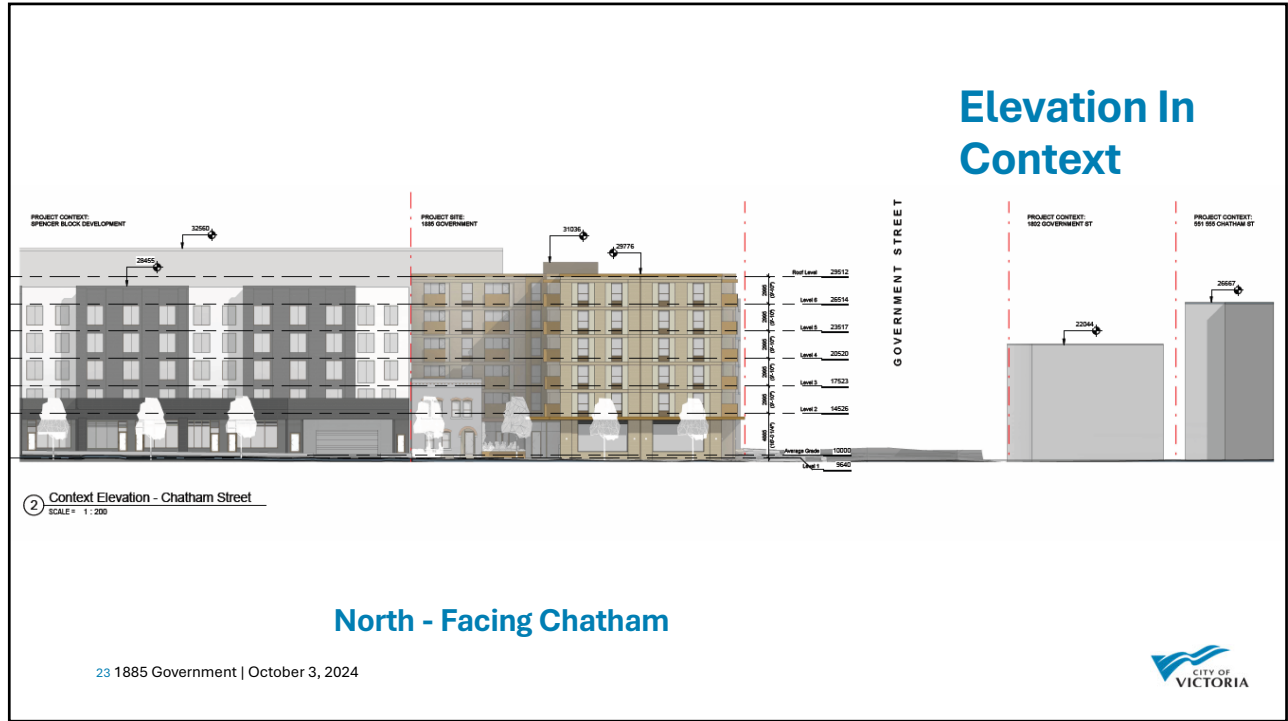 Elevation In
Context
PROJECT CONTEXT:
SPENCER BLOCK DEVELOPMENT
PROJECT SITE:
1885 GOVERNMENT
GOVERNMENT STREET
PROJECT CONTEXT:
1802 GOVERNMENT ST
PROJECT CONTEXT:
551 555 CHATHAM ST
32560
28455
31036
29776
22044
26667
Roof Level 29512
Level 6 26514
Level 5 23517
Level 4 20520
Level 3 17523
Level 2 14526
Average Grade 10000
Level 1 9640
2 Context Elevation - Chatham Street
SCALE = 1 : 200
North - Facing Chatham
23 1885 Government | October 3, 2024
CITY OF
VICTORIA